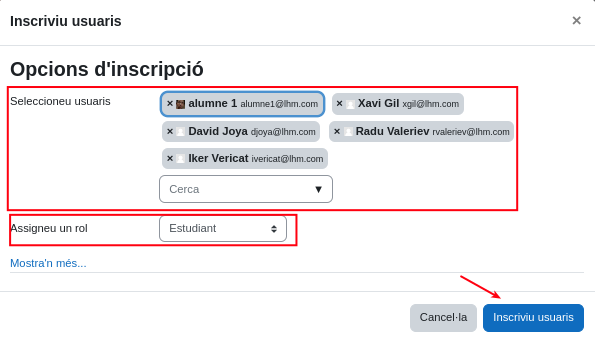 Inscriviu usuaris ×
Opcions d'inscripció
Seleccioneu usuaris
× alumne 1 alumne1@lhm.com × Xavi Gil xgil@lhm.com
× David Joya djoya@lhm.com × Radu Valeriev rvaleriev@lhm.com
× Iker Vericat ivericat@lhm.com
Cerca ▼
Assigneu un rol Estudiant
Mostra'n més...
Cancel·la Inscriviu usuaris